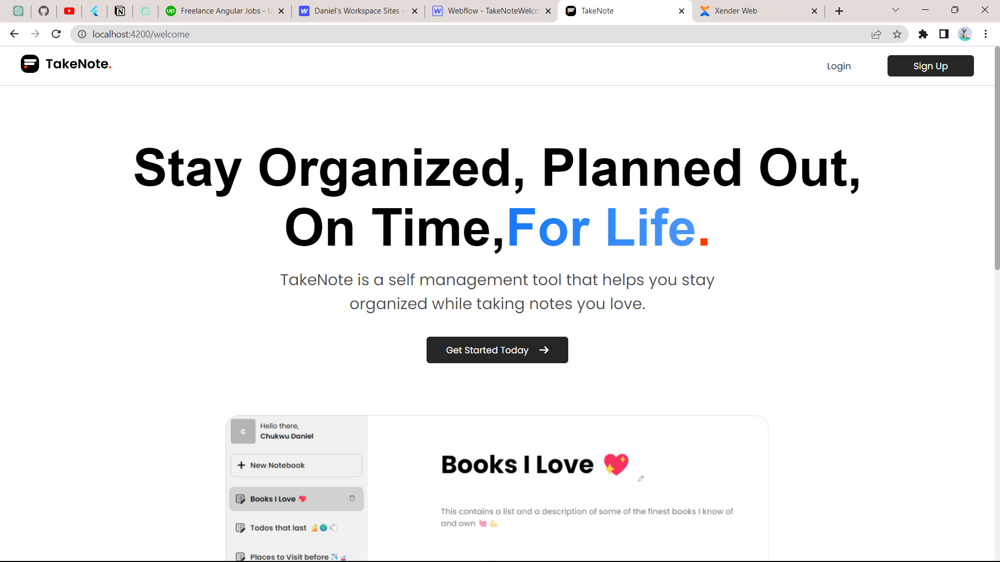 Freelance Angular Jobs - U
Daniel's Workspace Sites -
Webflow - TakeNoteWelco
TakeNote
Xender Web
localhost:4200/welcome
TakeNote.
Login
Sign Up
Stay Organized, Planned Out,
On Time,For Life.
TakeNote is a self management tool that helps you stay
organized while taking notes you love.
Get Started Today
C
Hello there,
Chukwu Daniel
New Notebook
Books I Love
Todos that last
Places to Visit before
Books I Love
This contains a list and a description of some of the finest books I know of
and own